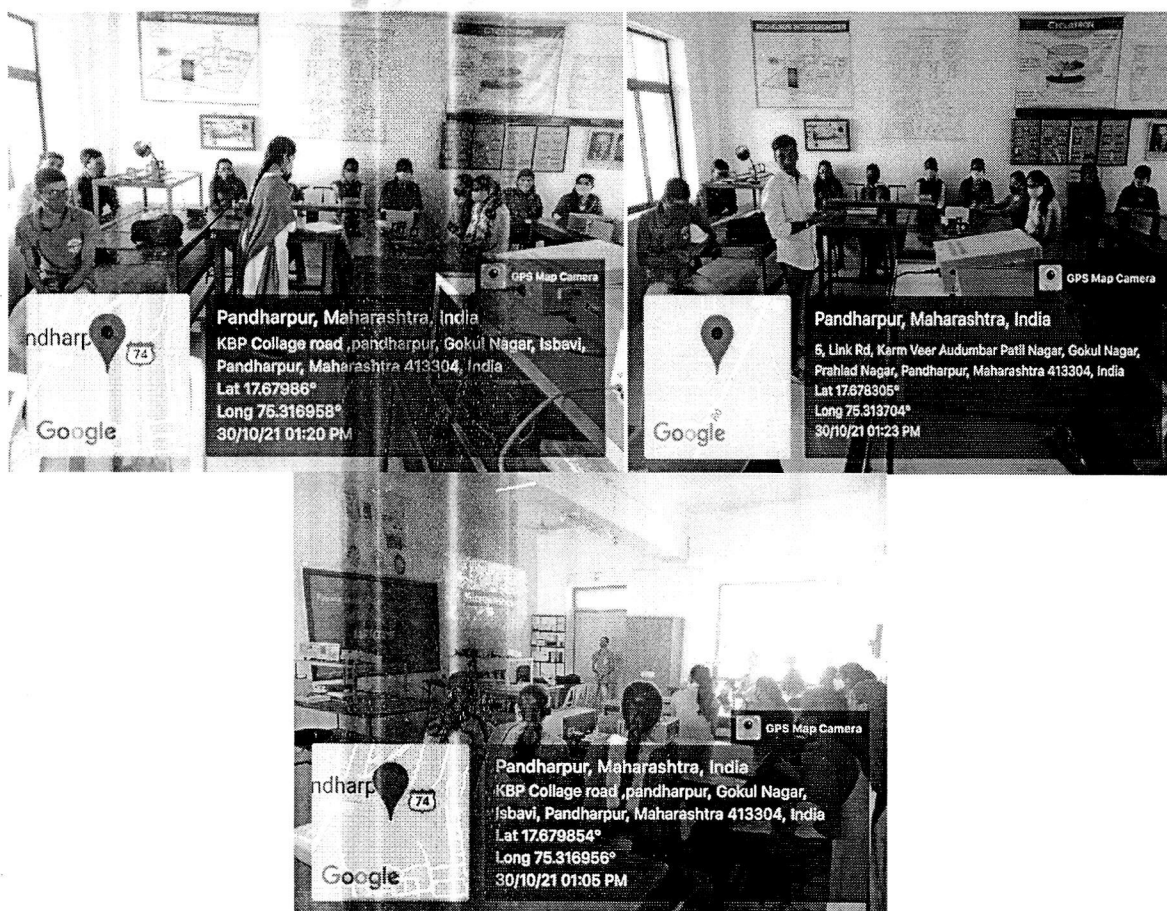 CYCLOTRON
CYCLOTRON
GPS Map Camera
ndharp
74
Google
Pandharpur, Maharashtra, India
KBP Collage road ,pandharpur, Gokul Nagar, Isbavi,
Pandharpur, Maharashtra 413304, India
Lat 17.67986°
Long 75.316958°
30/10/21 01:20 PM
GPS Map Camera
Google
Pandharpur, Maharashtra, India
5, Link Rd, Karm Veer Audumbar Patil Nagar, Gokul Nagar,
Prahlad Nagar, Pandharpur, Maharashtra 413304, India
Lat 17.678305°
Long 75.313704°
30/10/21 01:23 PM
GPS Map Camera
ndharp
74
Google
Pandharpur, Maharashtra, India
KBP Collage road ,pandharpur, Gokul Nagar,
Isbavi, Pandharpur, Maharashtra 413304, India
Lat 17.679854°
Long 75.316956°
30/10/21 01:05 PM